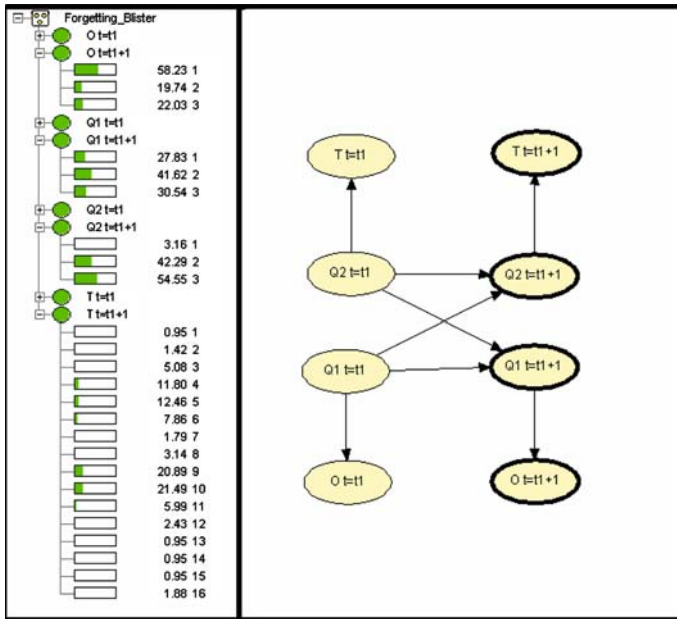 Forgetting_Blister
O t=t1
O t=t1+1
58.23 1
19.74 2
22.03 3
Q1 t=t1
Q1 t=t1+1
27.83 1
41.62 2
30.54 3
Q2 t=t1
Q2 t=t1+1
3.16 1
42.29 2
54.55 3
T t=t1
T t=t1+1
0.95 1
1.42 2
5.08 3
11.80 4
12.46 5
7.86 6
1.79 7
3.14 8
20.89 9
21.49 10
5.99 11
2.43 12
0.95 13
0.95 14
0.95 15
1.88 16
T t=t1
T t=t1+1
Q2 t=t1
Q2 t=t1+1
Q1 t=t1
Q1 t=t1+1
O t=t1
O t=t1+1